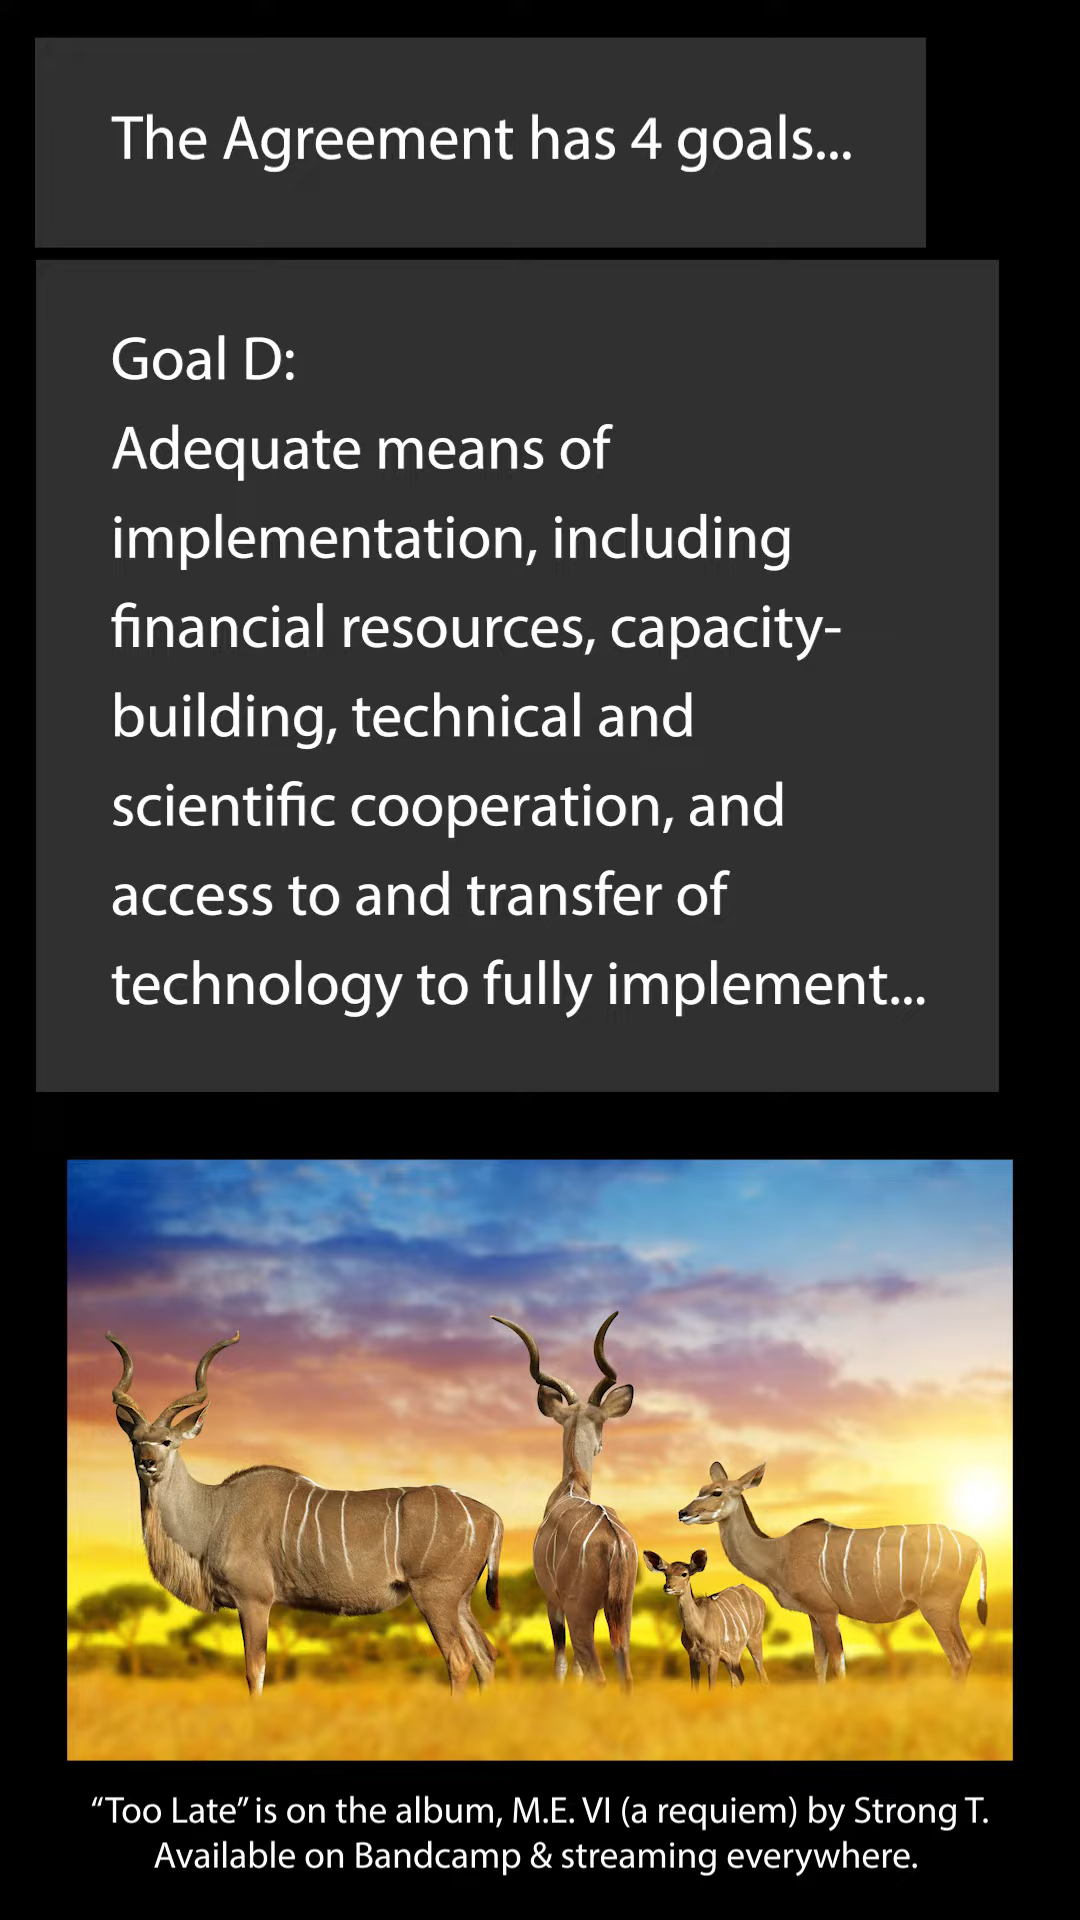 The Agreement has 4 goals...
Goal D:
Adequate means of
implementation, including
financial resources, capacity-
building, technical and
scientific cooperation, and
access to and transfer of
technology to fully implement...
“Too Late” is on the album, M.E. VI (a requiem) by Strong T.
Available on Bandcamp & streaming everywhere.